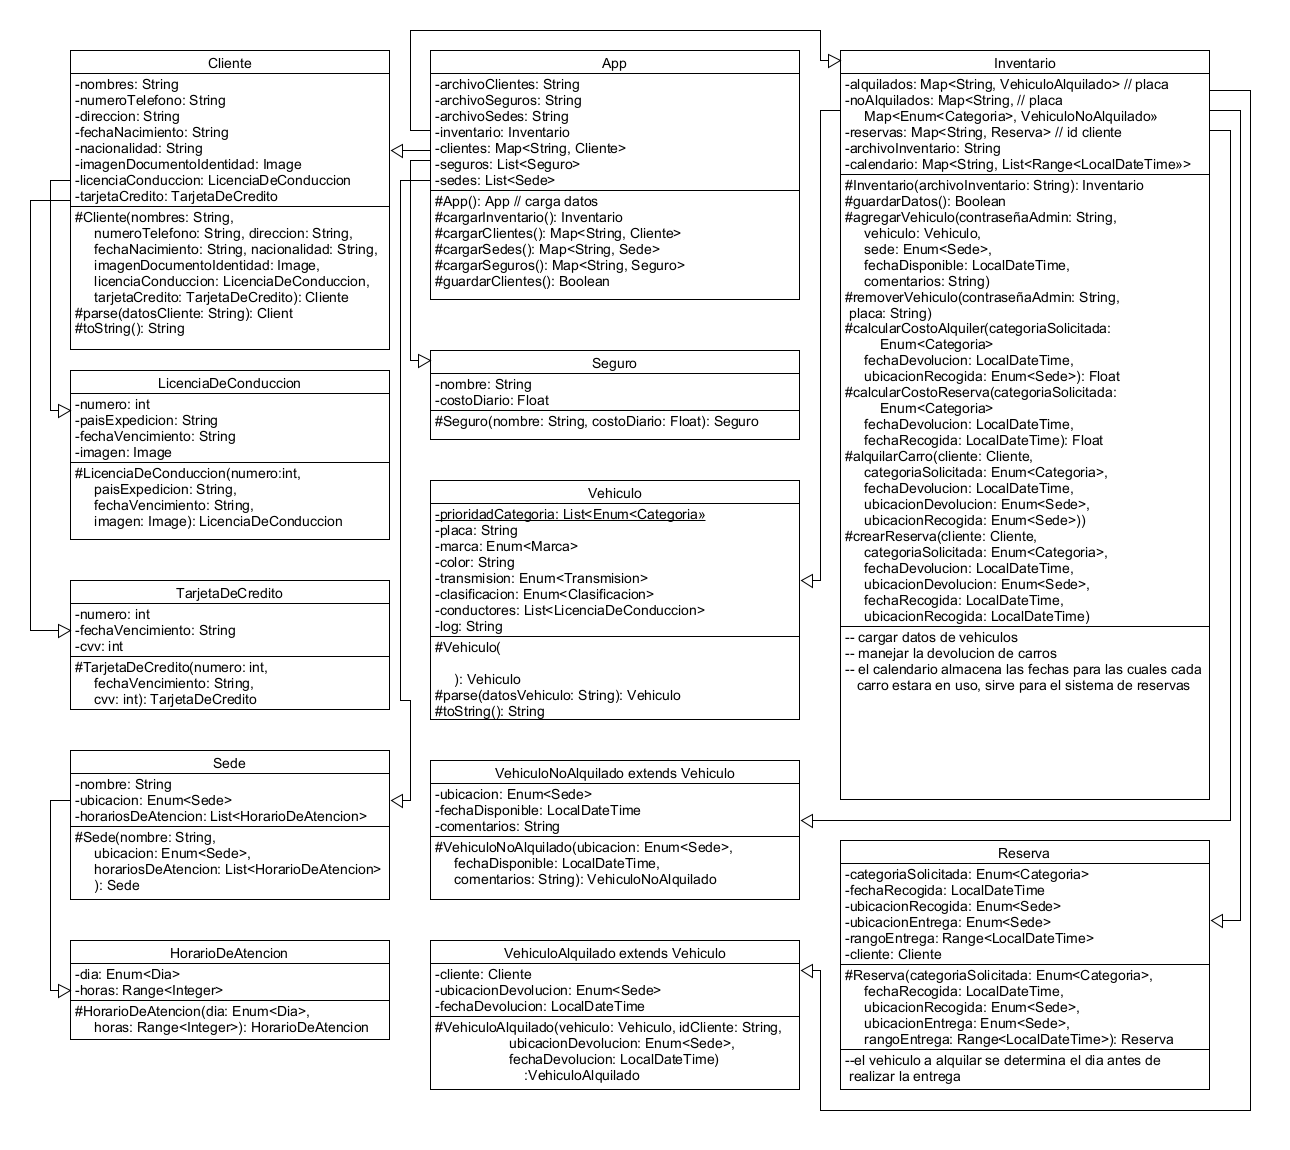 Cliente
-nombres: String
-numeroTelefono: String
-direccion: String
-fechaNacimiento: String
-nacionalidad: String
-imagenDocumentoIdentidad: Image
-licenciaConduccion: LicenciaDeConduccion
-tarjetaCredito: TarjetaDeCredito
#Cliente(nombres: String,
numeroTelefono: String, direccion: String,
fechaNacimiento: String, nacionalidad: String,
imagenDocumentoIdentidad: Image,
licenciaConduccion: LicenciaDeConduccion,
tarjetaCredito: TarjetaDeCredito): Cliente
#parse(datosCliente: String): Client
#toString(): String
LicenciaDeConduccion
-numero: int
-paisExpedicion: String
-fechaVencimiento: String
-imagen: Image
#LicenciaDeConduccion(numero:int,
paisExpedicion: String,
fechaVencimiento: String,
imagen: Image): LicenciaDeConduccion
TarjetaDeCredito
-numero: int
-fechaVencimiento: String
-cvv: int
#TarjetaDeCredito(numero: int,
fechaVencimiento: String,
cvv: int): TarjetaDeCredito
Sede
-nombre: String
-ubicacion: Enum<Sede>
-horariosDeAtencion: List<HorarioDeAtencion>
#Sede(nombre: String,
ubicacion: Enum<Sede>,
horariosDeAtencion: List<HorarioDeAtencion>
): Sede
HorarioDeAtencion
-dia: Enum<Dia>
-horas: Range<Integer>
#HorarioDeAtencion(dia: Enum<Dia>,
horas: Range<Integer>): HorarioDeAtencion
App
-archivoClientes: String
-archivoSeguros: String
-archivoSedes: String
-inventario: Inventario
-clientes: Map<String, Cliente>
-seguros: List<Seguro>
-sedes: List<Sede>
#App(): App // carga datos
#cargarInventario(): Inventario
#cargarClientes(): Map<String, Cliente>
#cargarSedes(): Map<String, Sede>
#cargarSeguros(): Map<String, Seguro>
#guardarClientes(): Boolean
Seguro
-nombre: String
-costoDiario: Float
#Seguro(nombre: String, costoDiario: Float): Seguro
Vehiculo
-prioridadCategoria: List<Enum<Categoria»
-placa: String
-marca: Enum<Marca>
-color: String
-transmision: Enum<Transmision>
-clasificacion: Enum<Clasificacion>
-conductores: List<LicenciaDeConduccion>
-log: String
#Vehiculo(
): Vehiculo
#parse(datosVehiculo: String): Vehiculo
#toString(): String
VehiculoNoAlquilado extends Vehiculo
-ubicacion: Enum<Sede>
-fechaDisponible: LocalDateTime
-comentarios: String
#VehiculoNoAlquilado(ubicacion: Enum<Sede>,
fechaDisponible: LocalDateTime,
comentarios: String): VehiculoNoAlquilado
VehiculoAlquilado extends Vehiculo
-cliente: Cliente
-ubicacionDevolucion: Enum<Sede>
-fechaDevolucion: LocalDateTime
#VehiculoAlquilado(vehiculo: Vehiculo, idCliente: String,
ubicacionDevolucion: Enum<Sede>,
fechaDevolucion: LocalDateTime)
:VehiculoAlquilado
Inventario
-alquilados: Map<String, VehiculoAlquilado> // placa
-noAlquilados: Map<String, // placa
Map<Enum<Categoria>, VehiculoNoAlquilado»
-reservas: Map<String, Reserva> // id cliente
-archivoInventario: String
-calendario: Map<String, List<Range<LocalDateTime»>
#Inventario(archivoInventario: String): Inventario
#guardarDatos(): Boolean
#agregarVehiculo(contraseñaAdmin: String,
vehiculo: Vehiculo,
sede: Enum<Sede>,
fechaDisponible: LocalDateTime,
comentarios: String)
#removerVehiculo(contraseñaAdmin: String,
placa: String)
#calcularCostoAlquiler(categoriaSolicitada:
Enum<Categoria>
fechaDevolucion: LocalDateTime,
ubicacionRecogida: Enum<Sede>): Float
#calcularCostoReserva(categoriaSolicitada:
Enum<Categoria>
fechaDevolucion: LocalDateTime,
fechaRecogida: LocalDateTime): Float
#alquilarCarro(cliente: Cliente,
categoriaSolicitada: Enum<Categoria>,
fechaDevolucion: LocalDateTime,
ubicacionDevolucion: Enum<Sede>,
ubicacionRecogida: Enum<Sede>))
#crearReserva(cliente: Cliente,
categoriaSolicitada: Enum<Categoria>,
fechaDevolucion: LocalDateTime,
ubicacionDevolucion: Enum<Sede>,
fechaRecogida: LocalDateTime,
ubicacionRecogida: LocalDateTime)
-- cargar datos de vehiculos
-- manejar la devolucion de carros
-- el calendario almacena las fechas para las cuales cada
carro estara en uso, sirve para el sistema de reservas
Reserva
-categoriaSolicitada: Enum<Categoria>
-fechaRecogida: LocalDateTime
-ubicacionRecogida: Enum<Sede>
-ubicacionEntrega: Enum<Sede>
-rangoEntrega: Range<LocalDateTime>
-cliente: Cliente
#Reserva(categoriaSolicitada: Enum<Categoria>,
fechaRecogida: LocalDateTime,
ubicacionRecogida: Enum<Sede>,
ubicacionEntrega: Enum<Sede>,
rangoEntrega: Range<LocalDateTime>): Reserva
--el vehiculo a alquilar se determina el dia antes de
realizar la entrega